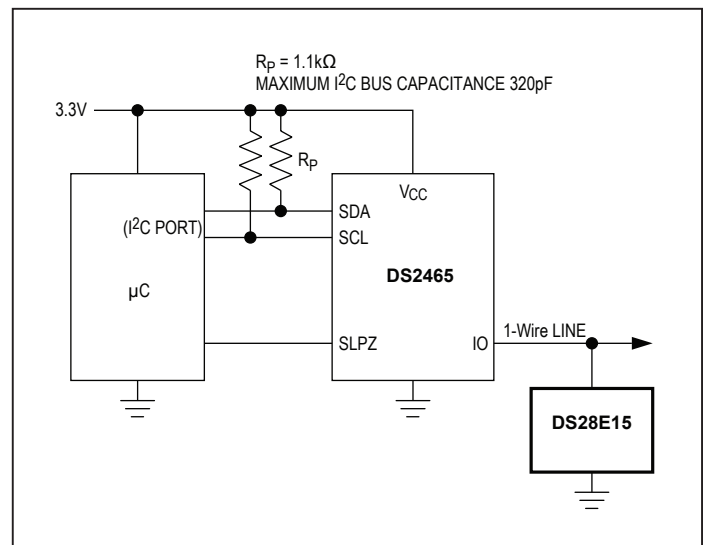 R_P = 1.1kΩ
MAXIMUM I²C BUS CAPACITANCE 320pF
3.3V
R_P
V_CC
(I²C PORT)
SDA
SCL
µC
DS2465
SLPZ
IO
1-Wire LINE
DS28E15